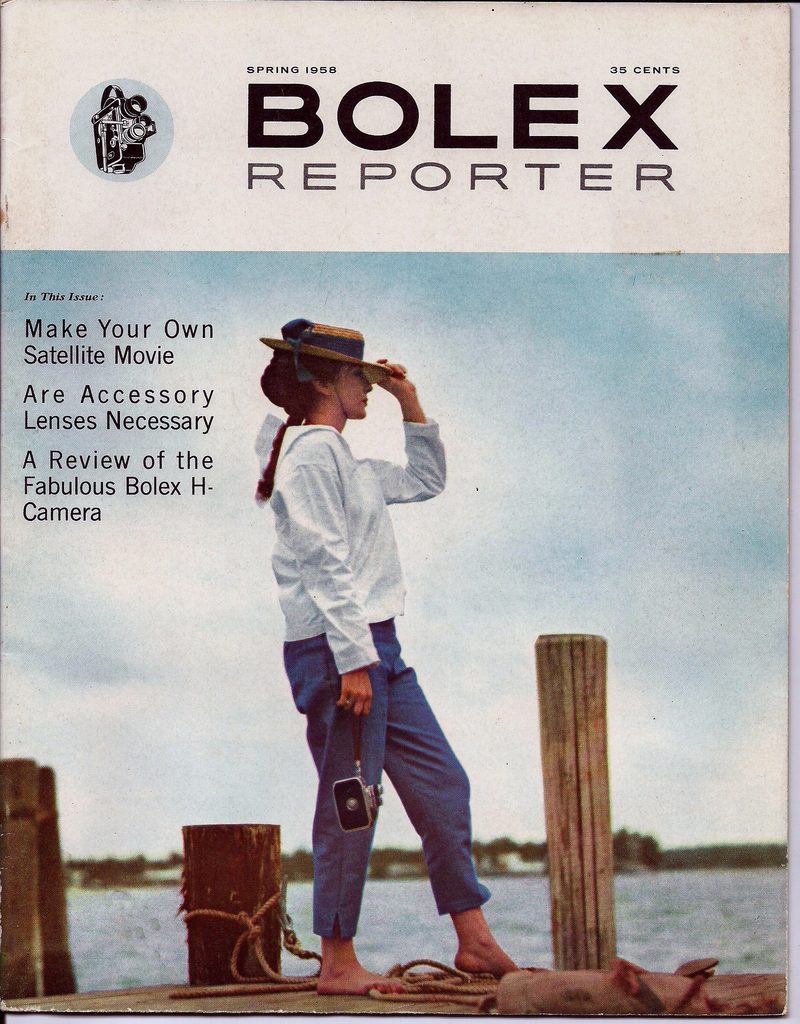 SPRING 1958
35 CENTS
BOLEX
REPORTER
In This Issue:
Make Your Own
Satellite Movie
Are Accessory
Lenses Necessary
A Review of the
Fabulous Bolex H-
Camera